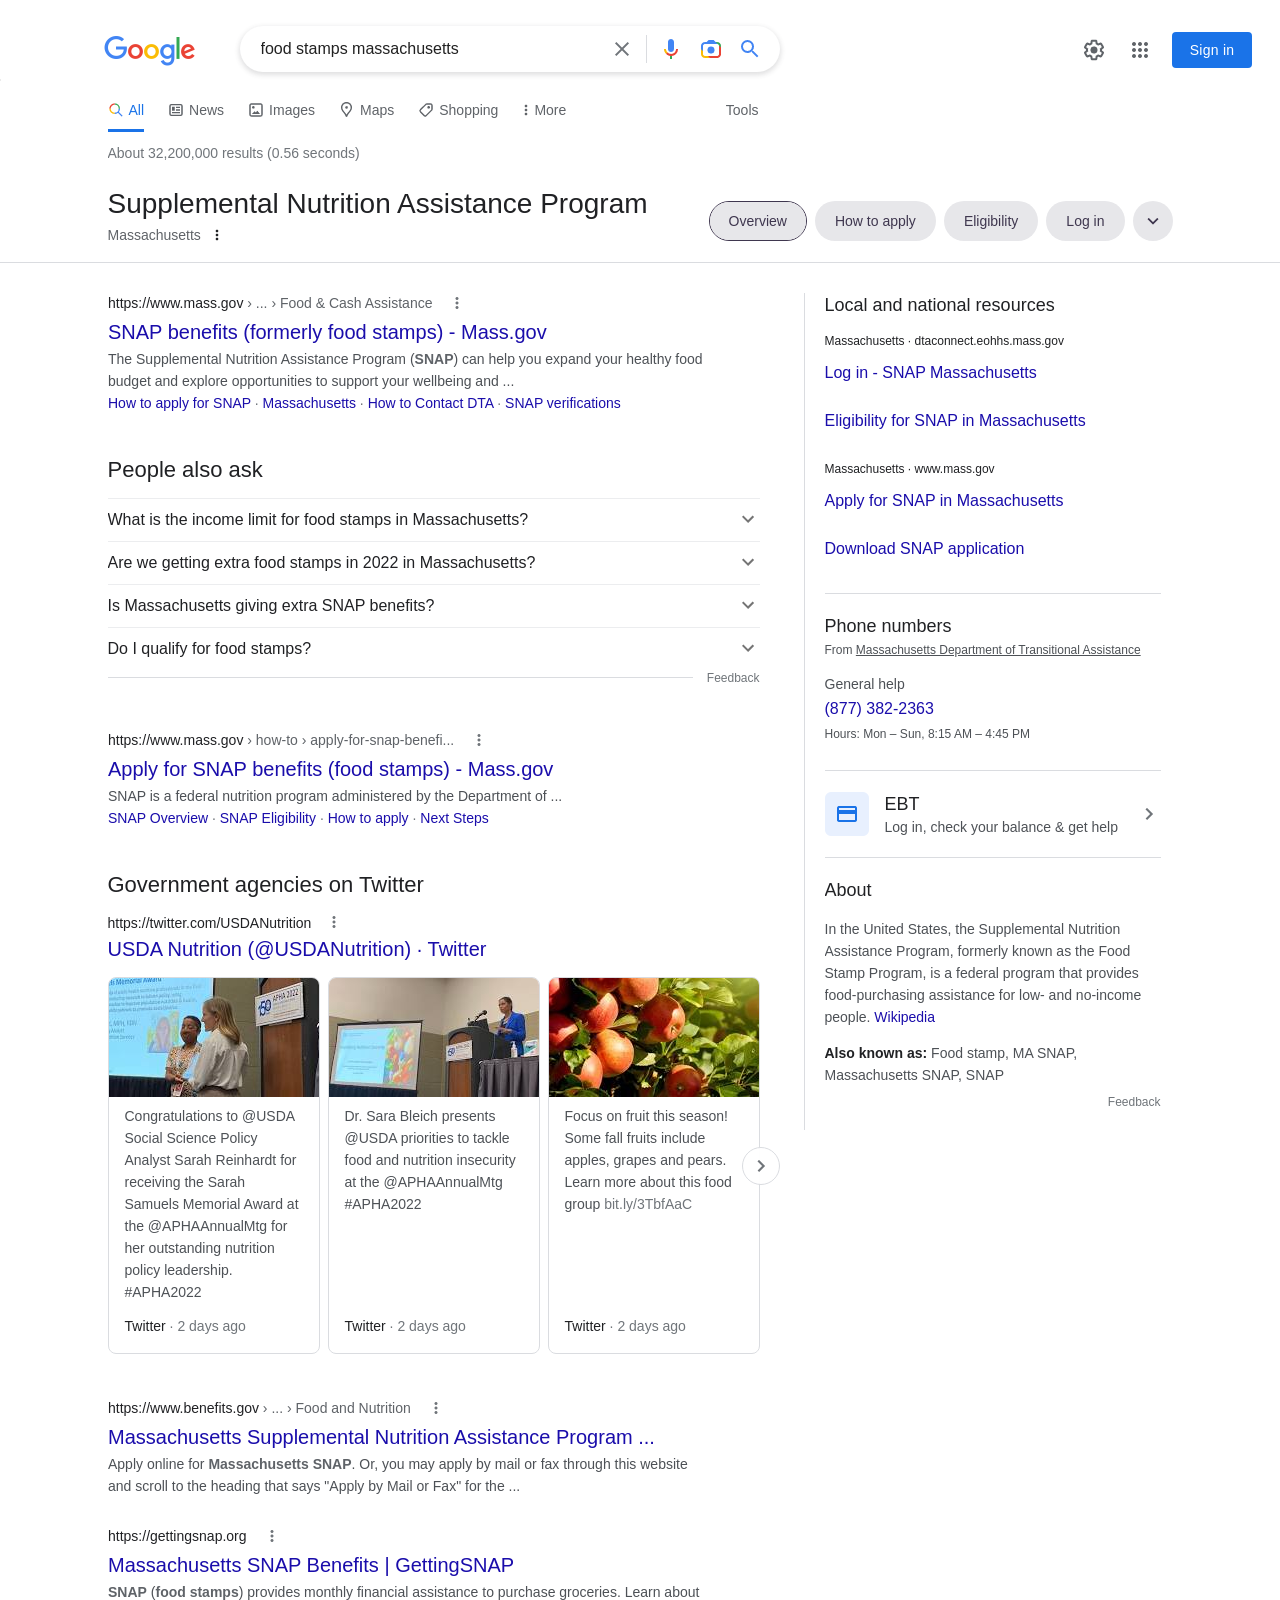 Google
food stamps massachusetts
Sign in
All
News
Images
Maps
Shopping
More
Tools
About 32,200,000 results (0.56 seconds)
Supplemental Nutrition Assistance Program
Massachusetts
Overview
How to apply
Eligibility
Log in
https://www.mass.gov › ... › Food & Cash Assistance
SNAP benefits (formerly food stamps) - Mass.gov
The Supplemental Nutrition Assistance Program (SNAP) can help you expand your healthy food
budget and explore opportunities to support your wellbeing and ...
How to apply for SNAP · Massachusetts · How to Contact DTA · SNAP verifications
People also ask
What is the income limit for food stamps in Massachusetts?
Are we getting extra food stamps in 2022 in Massachusetts?
Is Massachusetts giving extra SNAP benefits?
Do I qualify for food stamps?
Feedback
https://www.mass.gov › how-to › apply-for-snap-benefi...
Apply for SNAP benefits (food stamps) - Mass.gov
SNAP is a federal nutrition program administered by the Department of ...
SNAP Overview · SNAP Eligibility · How to apply · Next Steps
Government agencies on Twitter
https://twitter.com/USDANutrition
USDA Nutrition (@USDANutrition) · Twitter
Memorial Award
APHA 2022
150
Congratulations to @USDA
Social Science Policy
Analyst Sarah Reinhardt for
receiving the Sarah
Samuels Memorial Award at
the @APHAAnnualMtg for
her outstanding nutrition
policy leadership.
#APHA2022
Twitter · 2 days ago
Dr. Sara Bleich presents
@USDA priorities to tackle
food and nutrition insecurity
at the @APHAAnnualMtg
#APHA2022
Twitter · 2 days ago
Focus on fruit this season!
Some fall fruits include
apples, grapes and pears.
Learn more about this food
group bit.ly/3TbfAaC
Twitter · 2 days ago
https://www.benefits.gov › ... › Food and Nutrition
Massachusetts Supplemental Nutrition Assistance Program ...
Apply online for Massachusetts SNAP. Or, you may apply by mail or fax through this website
and scroll to the heading that says "Apply by Mail or Fax" for the ...
https://gettingsnap.org
Massachusetts SNAP Benefits | GettingSNAP
SNAP (food stamps) provides monthly financial assistance to purchase groceries. Learn about
Local and national resources
Massachusetts · dtaconnect.eohhs.mass.gov
Log in - SNAP Massachusetts
Eligibility for SNAP in Massachusetts
Massachusetts · www.mass.gov
Apply for SNAP in Massachusetts
Download SNAP application
Phone numbers
From Massachusetts Department of Transitional Assistance
General help
(877) 382-2363
Hours: Mon – Sun, 8:15 AM – 4:45 PM
EBT
Log in, check your balance & get help
About
In the United States, the Supplemental Nutrition
Assistance Program, formerly known as the Food
Stamp Program, is a federal program that provides
food-purchasing assistance for low- and no-income
people. Wikipedia
Also known as: Food stamp, MA SNAP,
Massachusetts SNAP, SNAP
Feedback